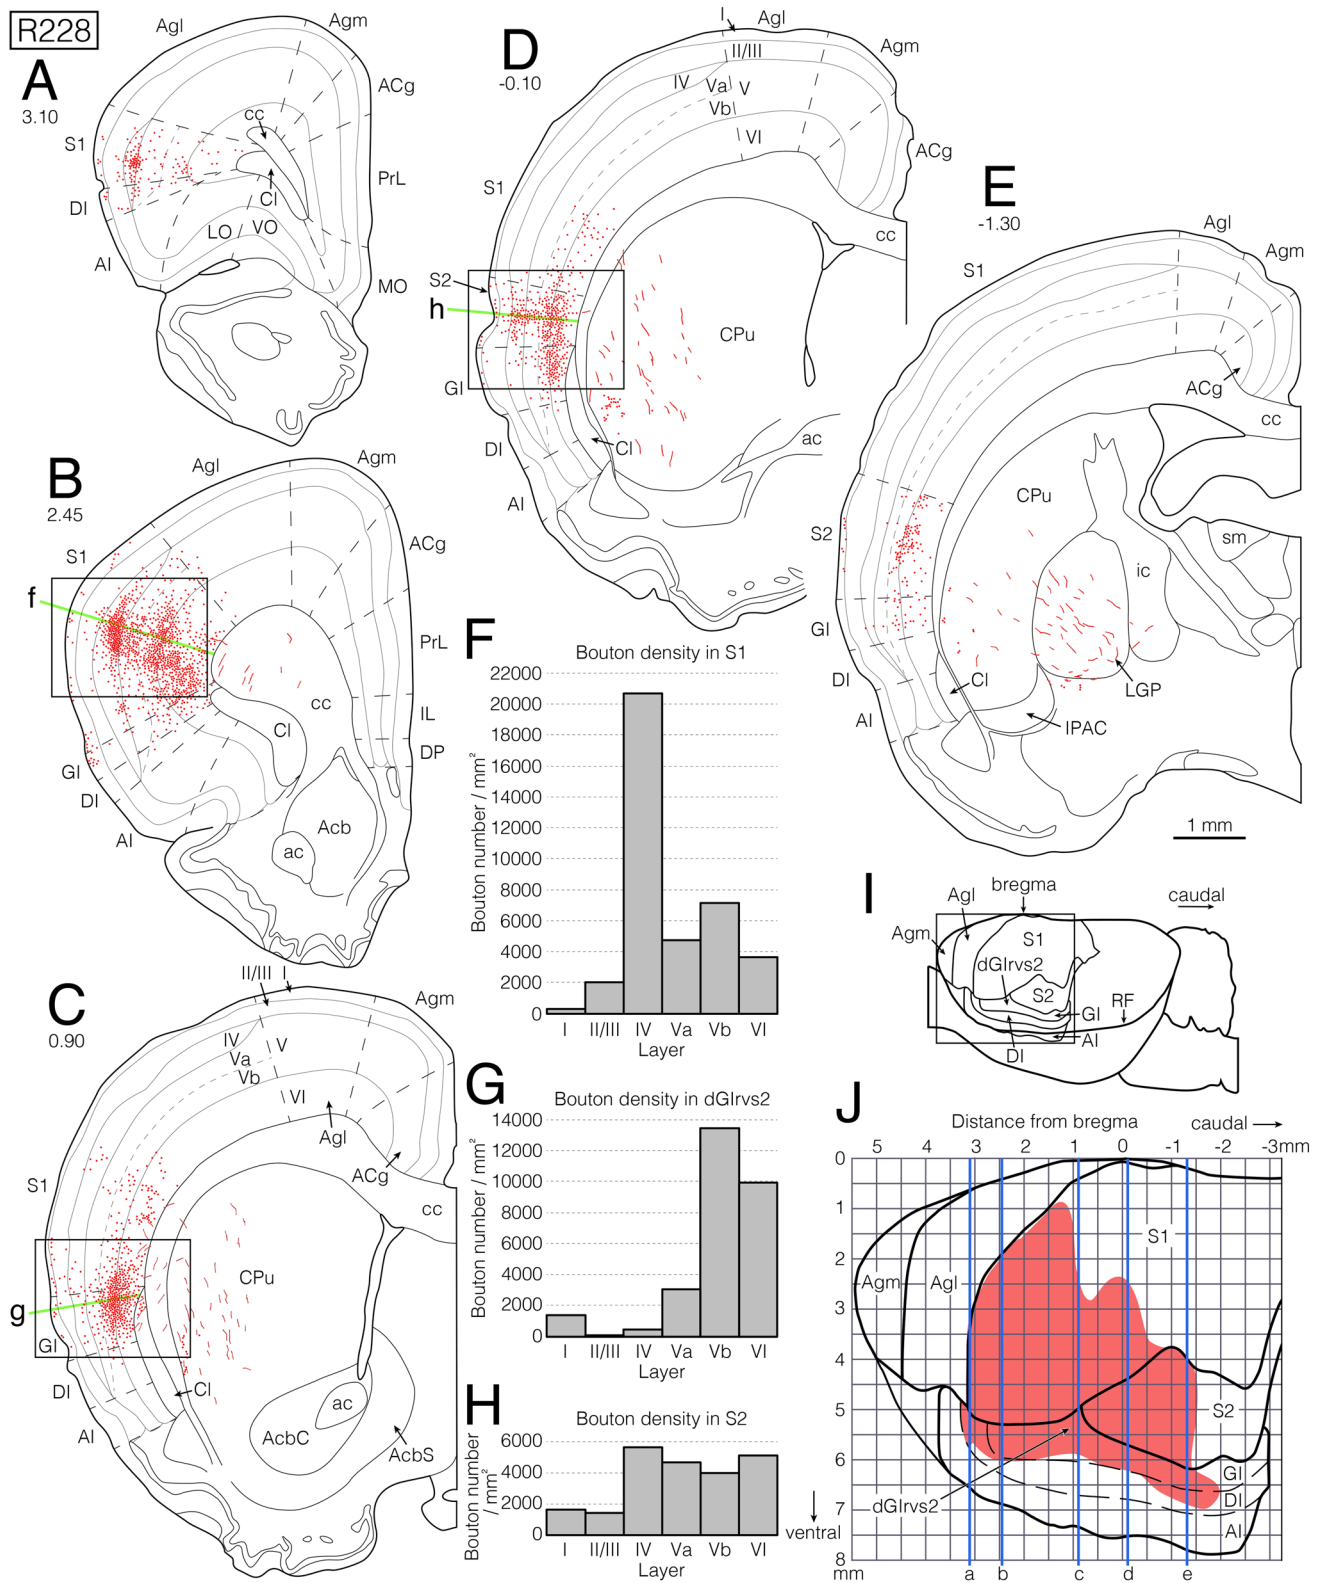 R228
A
3.10
Agl
Agm
ACg
cc
S1
PrL
Cl
DI
LO
VO
AI
MO
B
2.45
Agl
Agm
S1
ACg
f
PrL
cc
IL
Cl
DP
GI
DI
Acb
AI
ac
C
0.90
II/III
I
Agm
IV
V
Va
Vb
VI
Agl
ACg
S1
cc
CPu
g
GI
Cl
DI
ac
AI
AcbC
AcbS
D
-0.10
I
Agl
II/III
Agm
IV
Va
V
Vb
VI
ACg
S1
cc
S2
h
CPu
GI
DI
Cl
ac
AI
E
-1.30
Agl
Agm
S1
ACg
cc
CPu
S2
sm
ic
GI
DI
Cl
LGP
AI
IPAC
1 mm
F
Bouton density in S1
Bouton number / mm²
22000
20000
18000
16000
14000
12000
10000
8000
6000
4000
2000
0
I II/III IV Va Vb VI
Layer
G
Bouton density in dGIrvs2
Bouton number / mm²
14000
12000
10000
8000
6000
4000
2000
0
I II/III IV Va Vb VI
Layer
H
Bouton density in S2
Bouton number
/ mm²
6000
4000
2000
0
I II/III IV Va Vb VI
Layer
I
bregma
caudal
Agl
Agm
S1
dGIrvs2
S2
RF
GI
AI
DI
J
Distance from bregma
caudal
5 4 3 2 1 0 -1 -2 -3mm
0
1
2
3
4
5
6
7
8
mm
ventral
S1
Agm
Agl
S2
GI
dGIrvs2
DI
AI
a b c d e